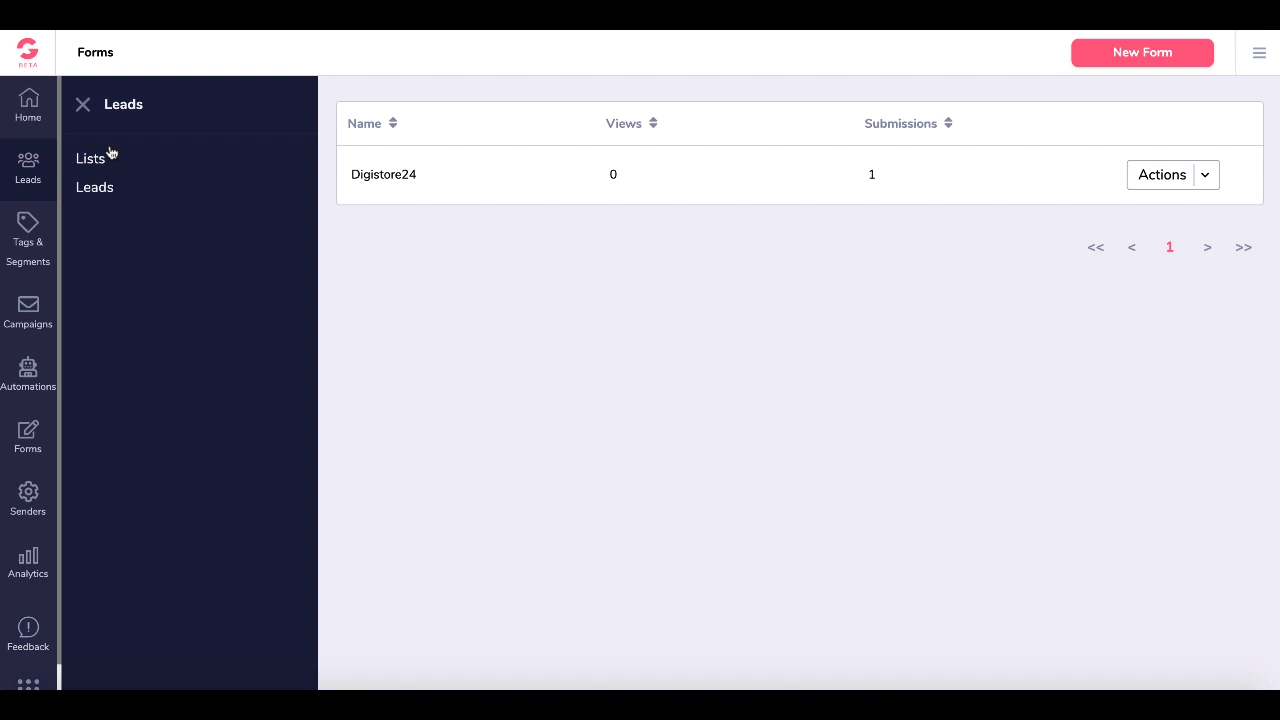 BETA
Forms
New Form
Home
Leads
Tags &
Segments
Campaigns
Automations
Forms
Senders
Analytics
Feedback
Leads
Lists
Leads
Name Views Submissions
Digistore24 0 1 Actions
<< < 1 > >>